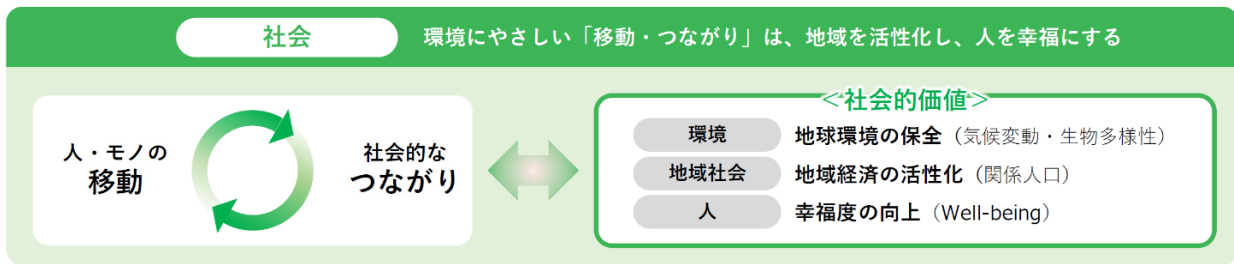 社会
環境にやさしい「移動・つながり」は、地域を活性化し、人を幸福にする
人・モノの
移動
社会的な
つながり
＜社会的価値＞
環境 地球環境の保全（気候変動・生物多様性）
地域社会 地域経済の活性化（関係人口）
人 幸福度の向上（Well-being）